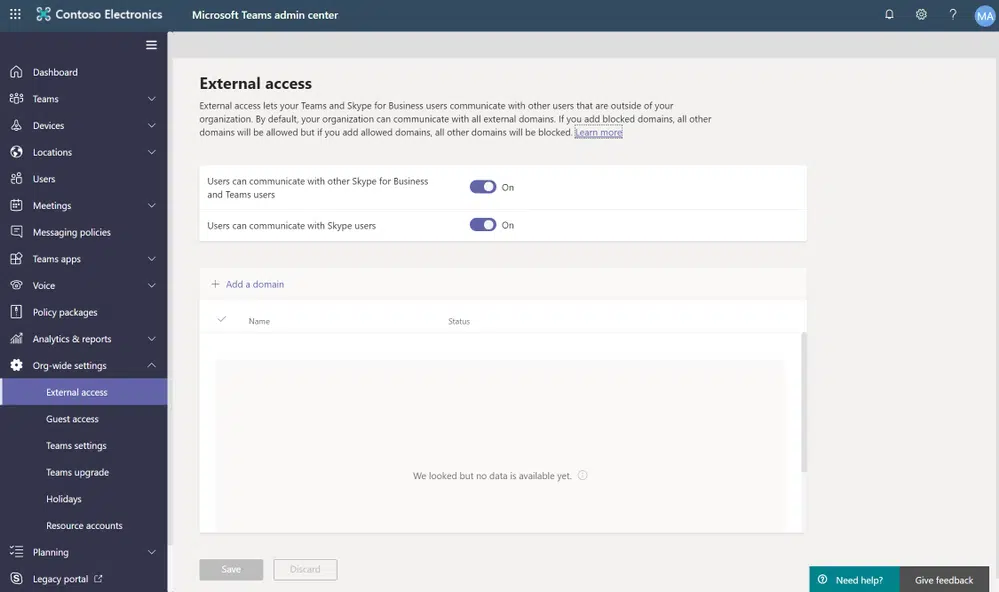 Contoso Electronics
Microsoft Teams admin center
?
MA
Dashboard
Teams
Devices
Locations
Users
Meetings
Messaging policies
Teams apps
Voice
Policy packages
Analytics & reports
Org-wide settings
External access
Guest access
Teams settings
Teams upgrade
Holidays
Resource accounts
Planning
Legacy portal
External access
External access lets your Teams and Skype for Business users communicate with other users that are outside of your
organization. By default, your organization can communicate with all external domains. If you add blocked domains, all other
domains will be allowed but if you add allowed domains, all other domains will be blocked. Learn more
Users can communicate with other Skype for Business
and Teams users
On
Users can communicate with Skype users
On
+ Add a domain
Name
Status
We looked but no data is available yet.
Save
Discard
Need help?
Give feedback